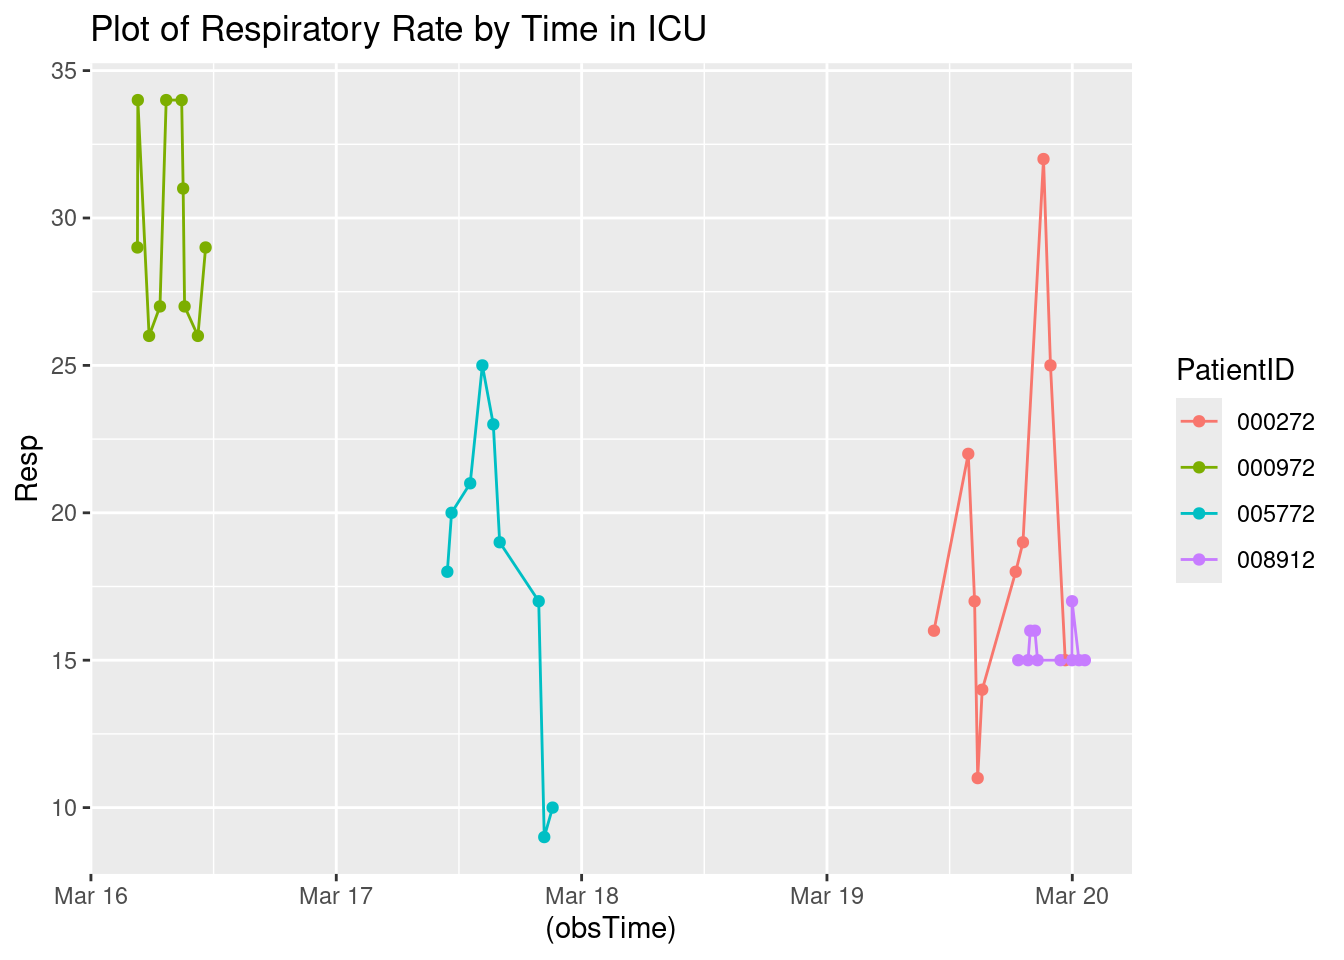 Plot of Respiratory Rate by Time in ICU
35
30
25
20
15
10
Resp
Mar 16
Mar 17
Mar 18
Mar 19
Mar 20
(obsTime)
PatientID
000272
000972
005772
008912